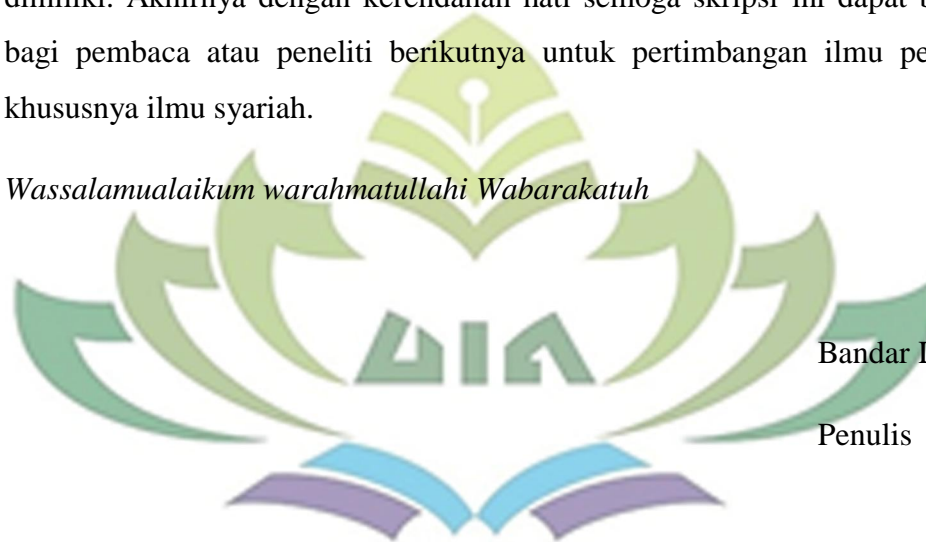 dimiliki. Akhirnya dengan kerendahan hati semoga skripsi ini dapat
bagi pembaca atau peneliti berikutnya untuk pertimbangan ilmu
khususnya ilmu syariah.
Wassalamualaikum warahmatullahi Wabarakatuh
UIN
Bandar
Penulis